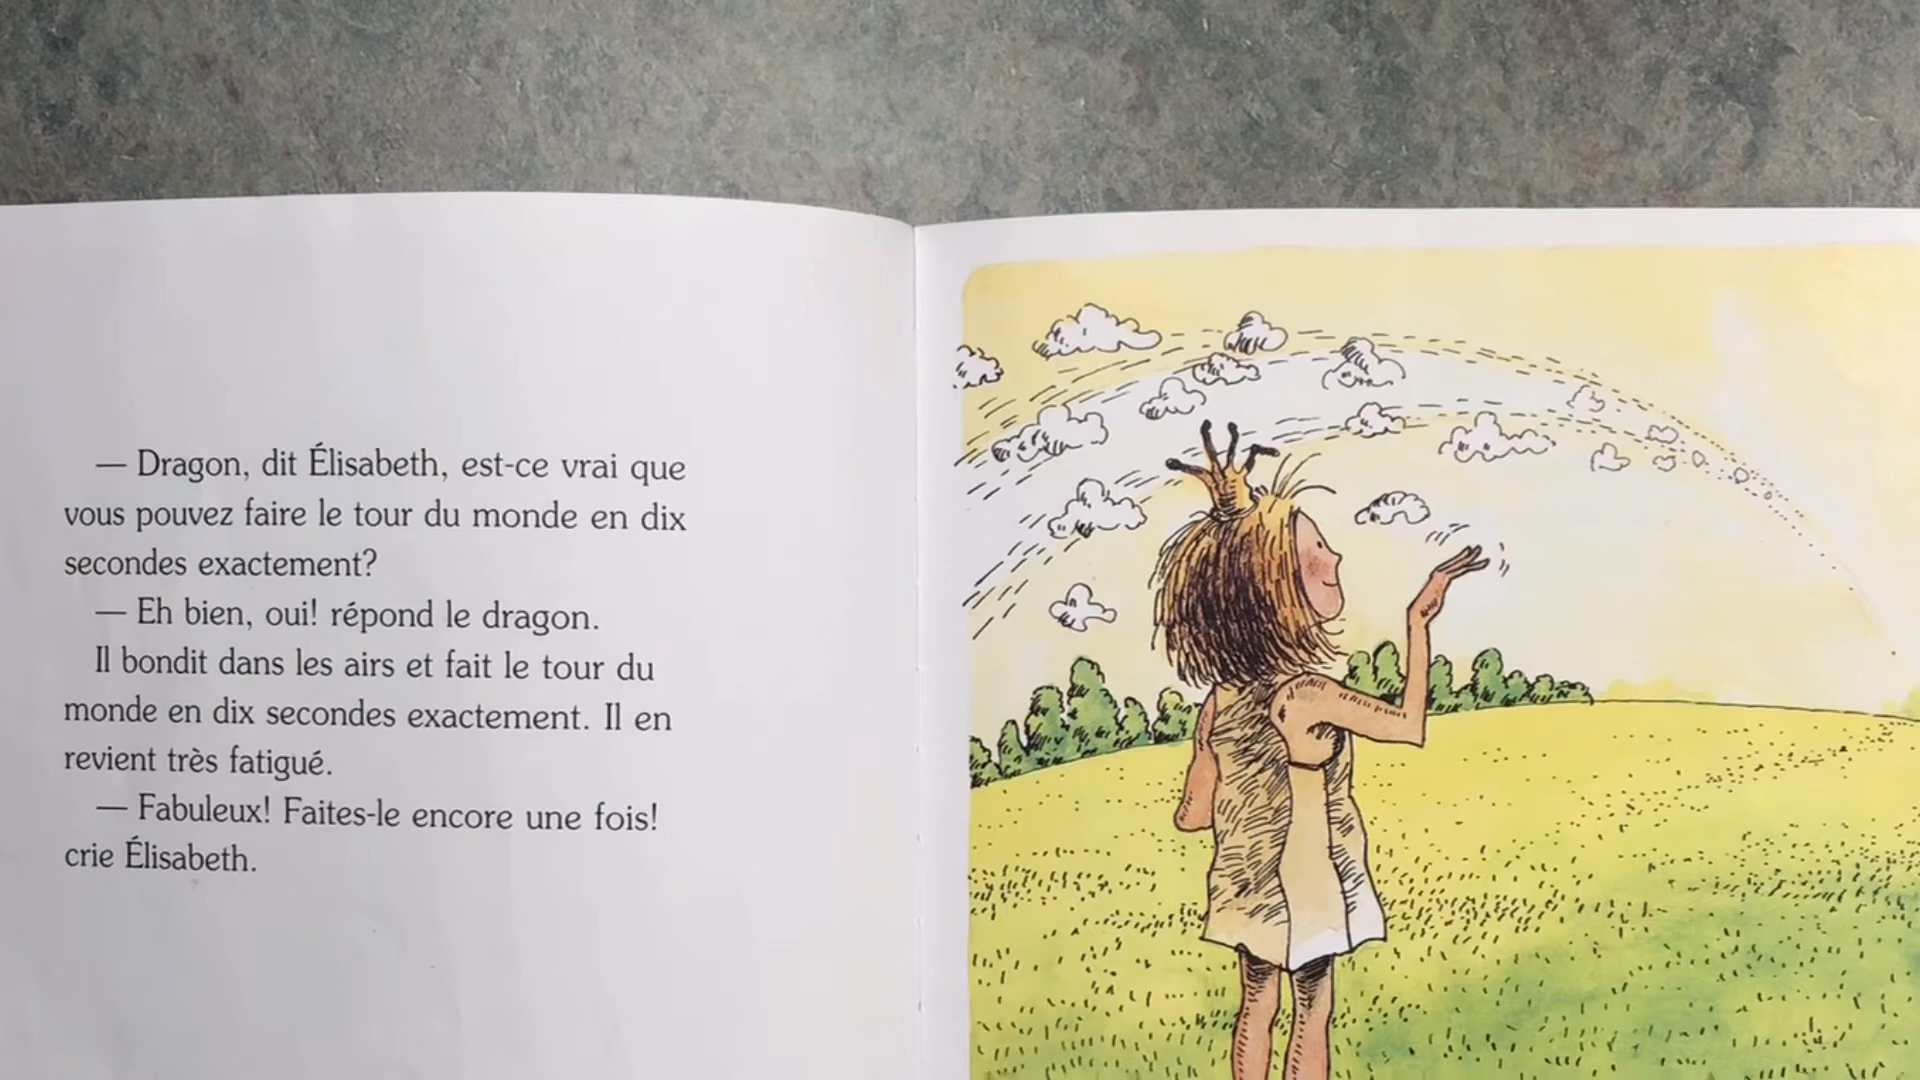 — Dragon, dit Élisabeth, est-ce vrai que
vous pouvez faire le tour du monde en dix
secondes exactement?
— Eh bien, oui! répond le dragon.
Il bondit dans les airs et fait le tour du
monde en dix secondes exactement. Il en
revient très fatigué.
— Fabuleux! Faites-le encore une fois!
crie Élisabeth.